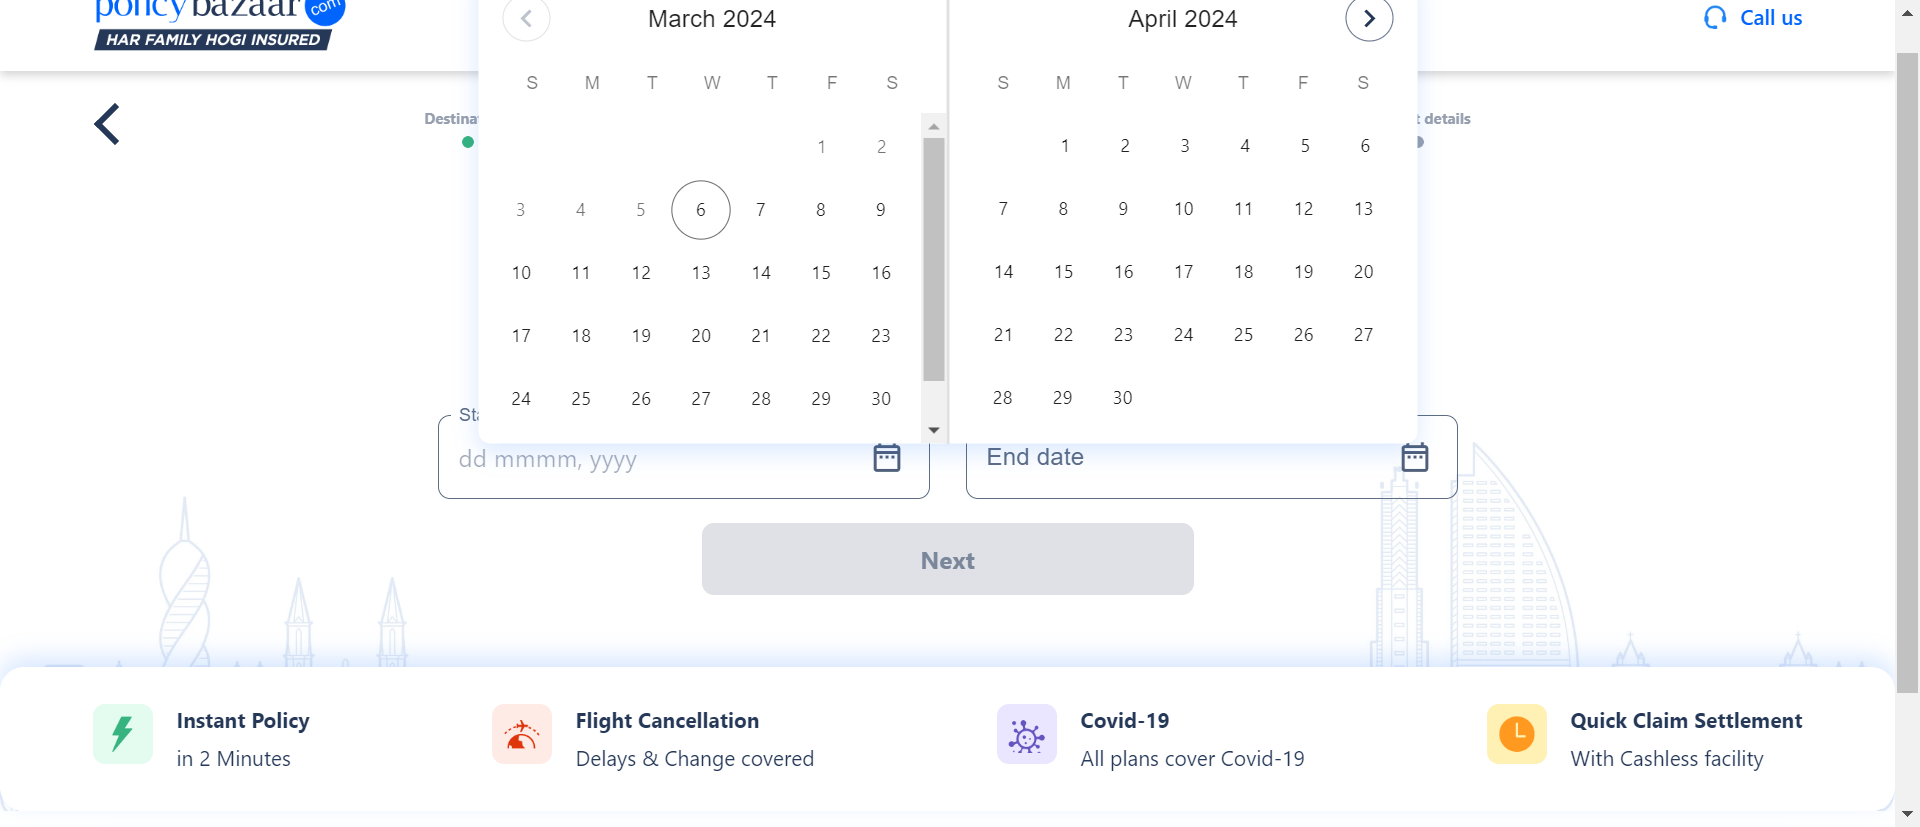 policybazaar.com
HAR FAMILY HOGI INSURED
Call us
March 2024
April 2024
S M T W T F S
S M T W T F S
Destina
t details
1 2
3 4 5 6 7 8 9
10 11 12 13 14 15 16
17 18 19 20 21 22 23
24 25 26 27 28 29 30
1 2 3 4 5 6
7 8 9 10 11 12 13
14 15 16 17 18 19 20
21 22 23 24 25 26 27
28 29 30
Sta
dd mmmm, yyyy
End date
Next
Instant Policy
in 2 Minutes
Flight Cancellation
Delays & Change covered
Covid-19
All plans cover Covid-19
Quick Claim Settlement
With Cashless facility